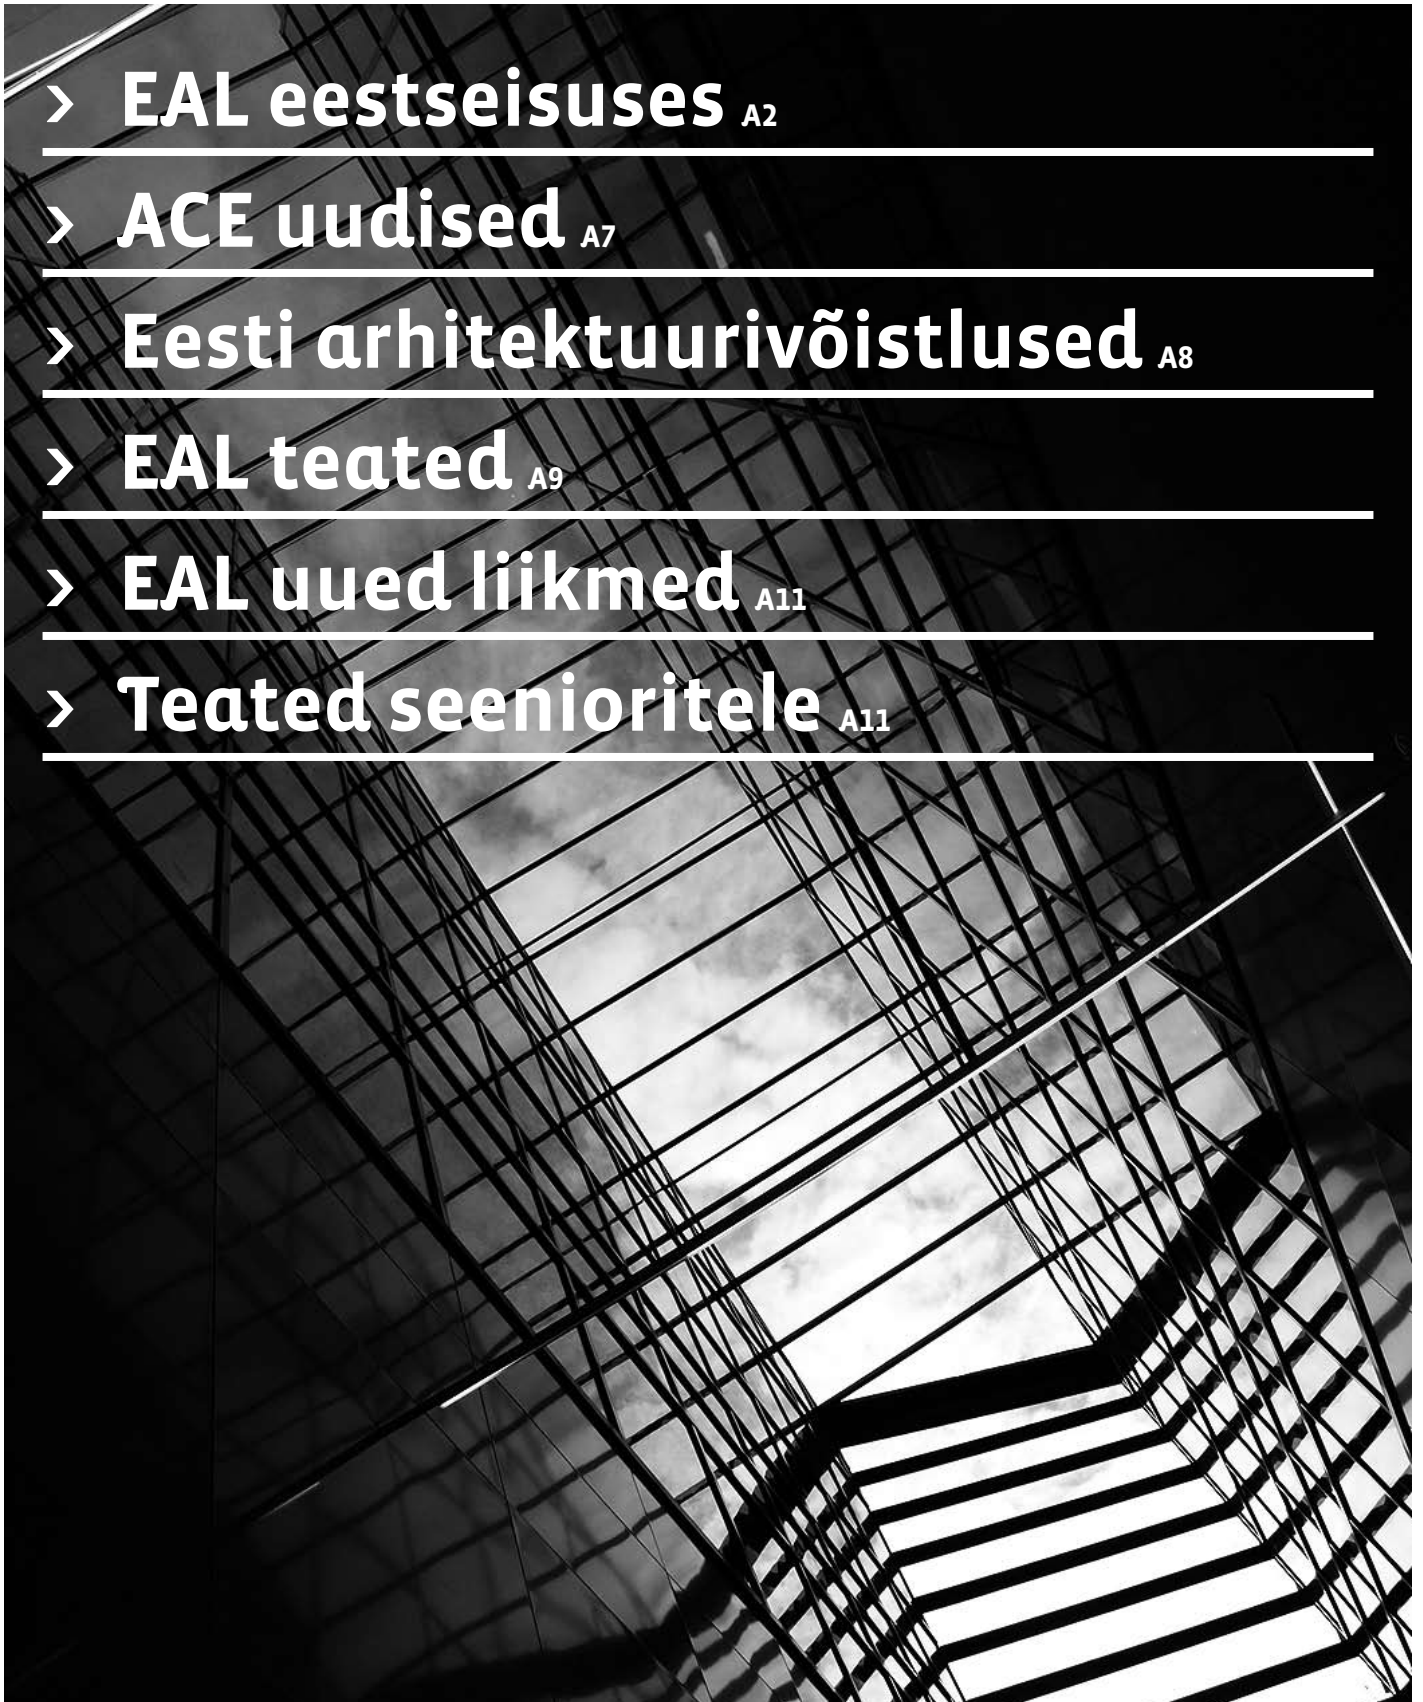 › EAL eestseisuses A2
› ACE uudised A7
› Eesti arhitektuurivõistlused A8
› EAL teated A9
› EAL uued liikmed A11
› Teated seenioritele A11